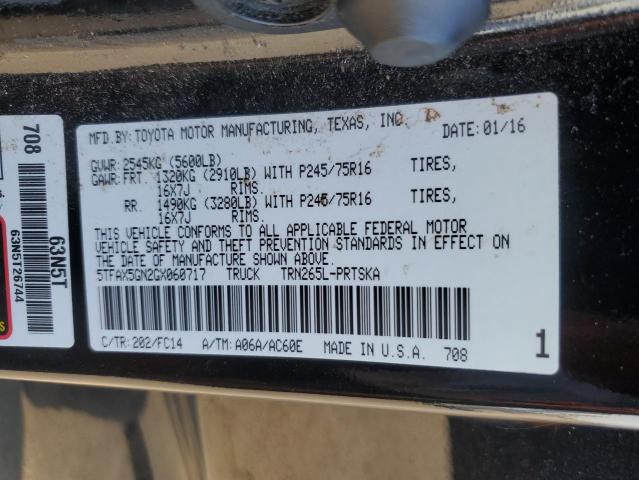 MFD.BY: TOYOTA MOTOR MANUFACTURING, TEXAS, INC. DATE: 01/16
GVWR: 2545KG (5600LB)
GAWR: FRT. 1320KG (2910LB) WITH P245/75R16 TIRES,
16X7J RIMS.
RR. 1490KG (3280LB) WITH P245/75R16 TIRES,
16X7J RIMS.
THIS VEHICLE CONFORMS TO ALL APPLICABLE FEDERAL MOTOR
VEHICLE SAFETY AND THEFT PREVENTION STANDARDS IN EFFECT ON
THE DATE OF MANUFACTURE SHOWN ABOVE.
5TFAX5GN2GX060717 TRUCK TRN265L-PRTSKA
C/TR: 202/FC14 A/TM: A06A/AC60E MADE IN U.S.A. 708 1
708
63N5T
63N5T26744